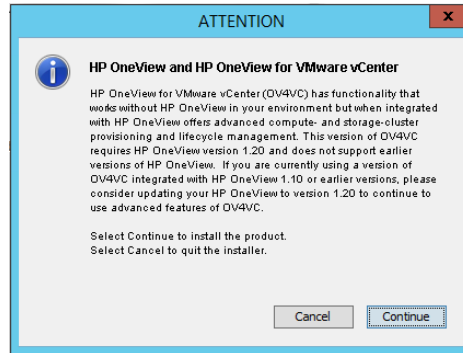 ATTENTION
x
HP OneView and HP OneView for VMware vCenter
HP OneView for VMware vCenter (OV4VC) has functionality that
works without HP OneView in your environment but when integrated
with HP OneView offers advanced compute- and storage-cluster
provisioning and lifecycle management. This version of OV4VC
requires HP OneView version 1.20 and does not support earlier
versions of HP OneView.  If you are currently using a version of
OV4VC integrated with HP OneView 1.10 or earlier versions, please
consider updating your HP OneView to version 1.20 to continue to
use advanced features of OV4VC.
Select Continue to install the product.
Select Cancel to quit the installer.
Cancel
Continue